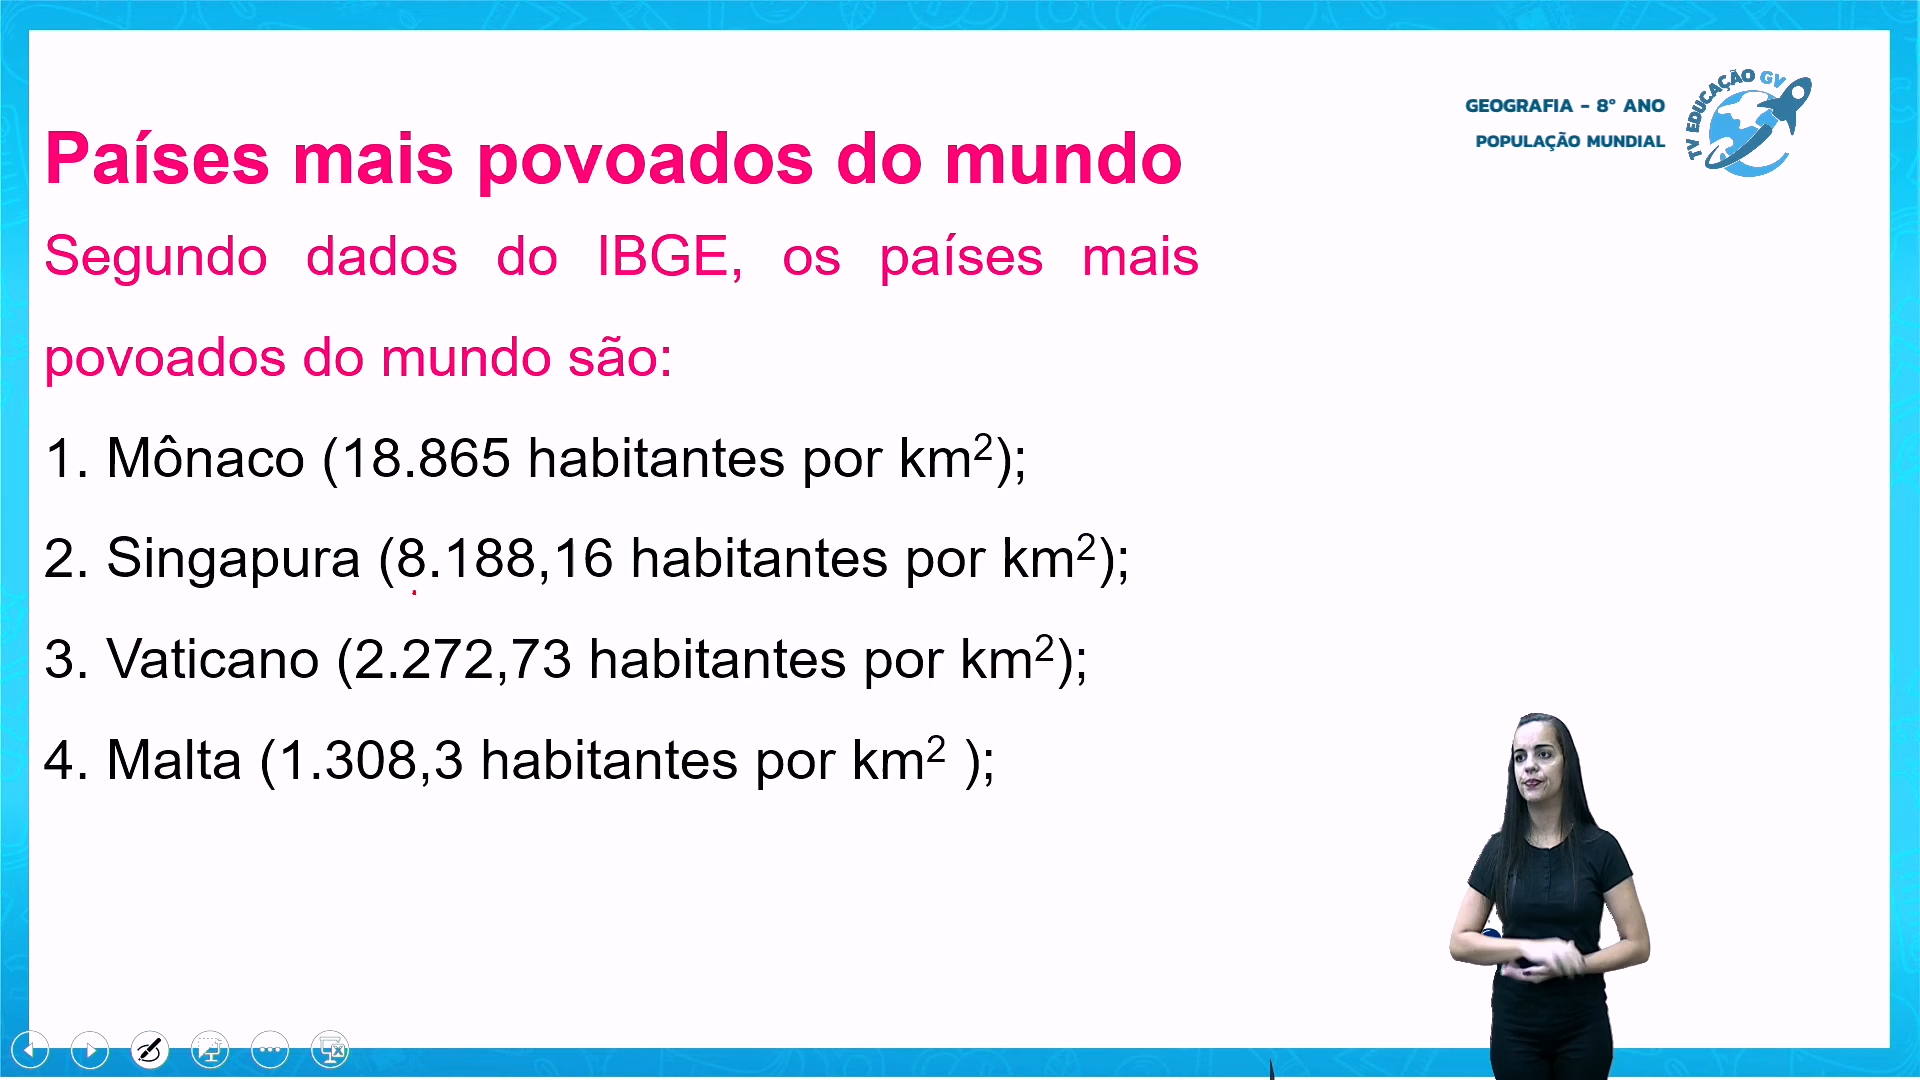 GEOGRAFIA - 8º ANO
POPULAÇÃO MUNDIAL
TV EDUCAÇÃO GV
Países mais povoados do mundo
Segundo dados do IBGE, os países mais
povoados do mundo são:
1. Mônaco (18.865 habitantes por km²);
2. Singapura (8.188,16 habitantes por km²);
3. Vaticano (2.272,73 habitantes por km²);
4. Malta (1.308,3 habitantes por km² );